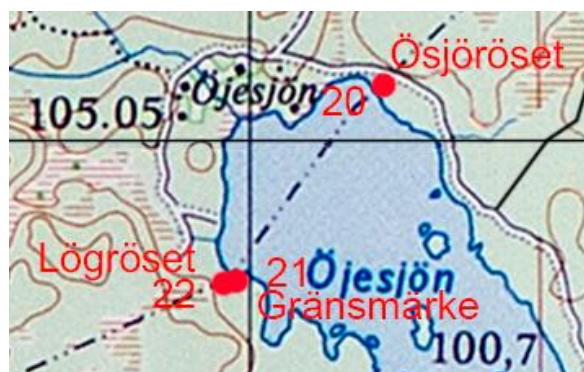 Ösjöröset
20
Öjesjön
105.05
Lögröset
21
22
Gränsmärke
Öjesjön
100,7